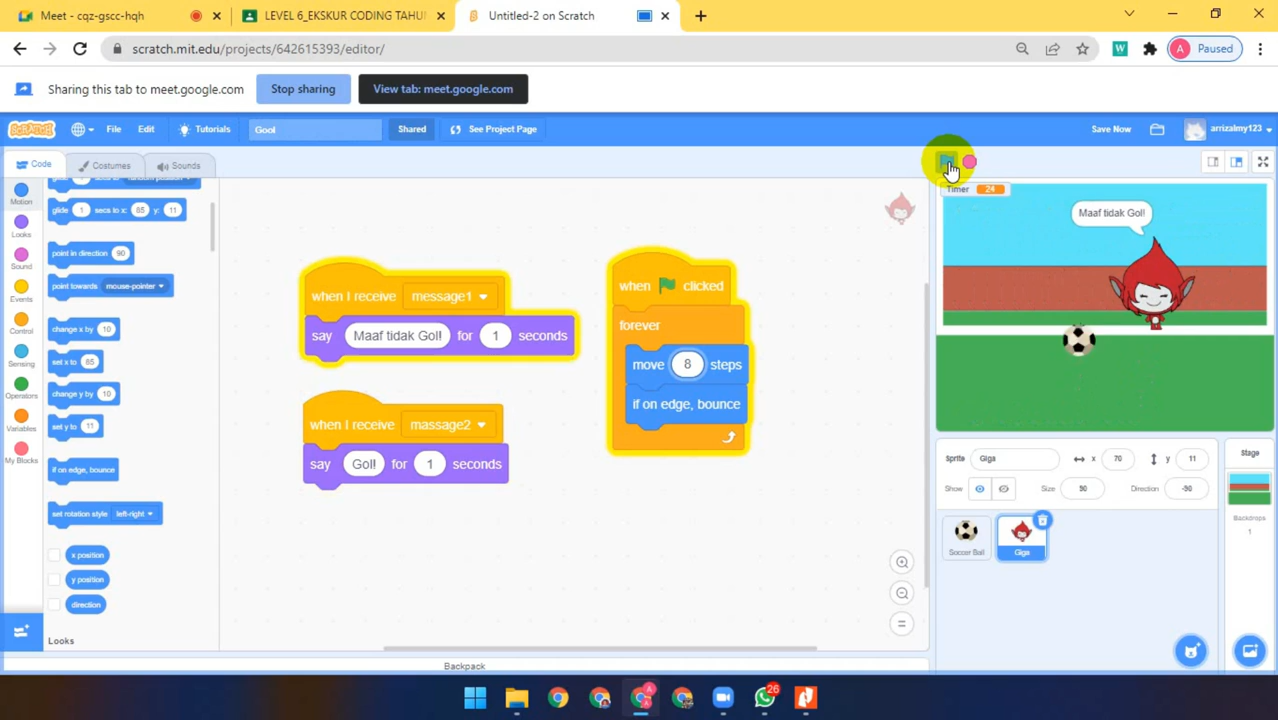 Meet - cqz-gscc-hqh
LEVEL 6_EKSKUR CODING TAHUN
Untitled-2 on Scratch
scratch.mit.edu/projects/642615393/editor/
W
A Paused
Sharing this tab to meet.google.com
Stop sharing
View tab: meet.google.com
SCRATCH
File
Edit
Tutorials
Gool
Shared
See Project Page
Save Now
arrizalmy123
Code
Costumes
Sounds
Motion
Looks
Sound
Events
Control
Sensing
Operators
Variables
My Blocks
glide 1 secs to x: 85 y: 11
point in direction 90
point towards mouse-pointer
change x by 10
set x to 85
change y by 10
set y to 11
if on edge, bounce
set rotation style left-right
x position
y position
direction
Looks
when I receive message1
say Maaf tidak Gol! for 1 seconds
when I receive massage2
say Gol! for 1 seconds
when clicked
forever
move 8 steps
if on edge, bounce
Backpack
Timer 24
Maaf tidak Gol!
Sprite Giga x 70 y 11
Show Size 90 Direction -90
Soccer Ball
Giga
Stage
Backdrops
1
26